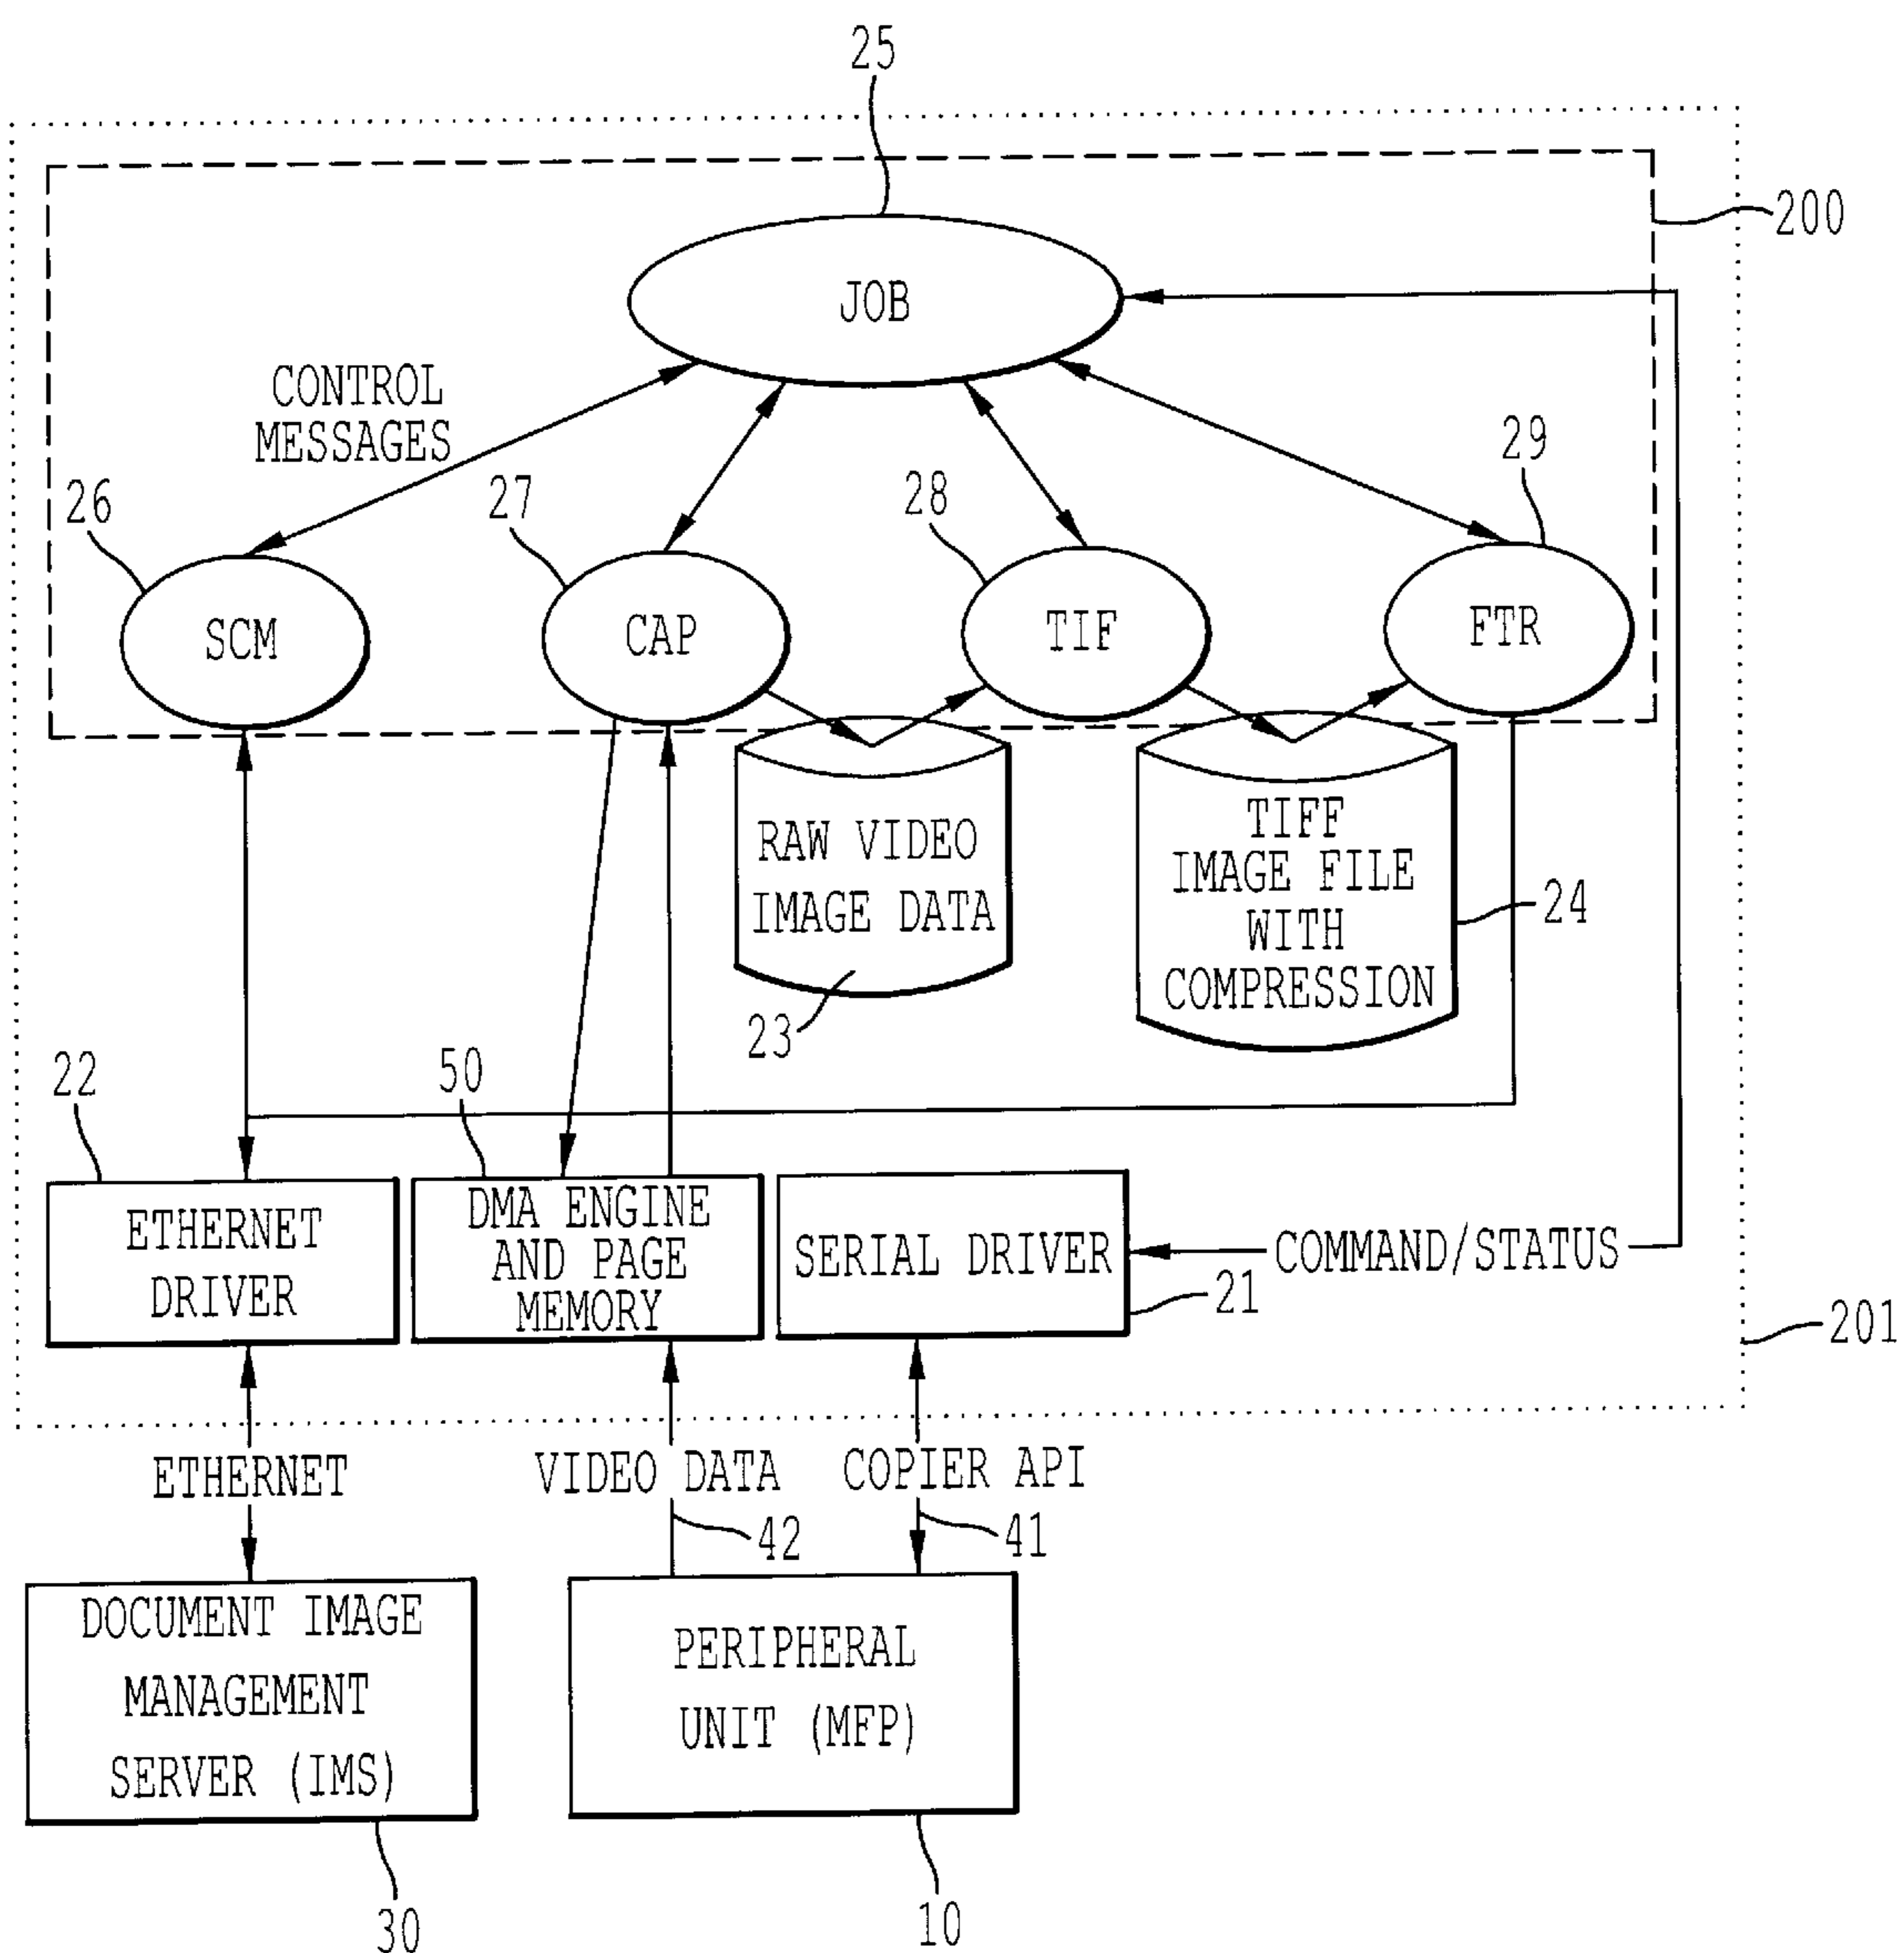 25
200
JOB
CONTROL
MESSAGES
26
27
28
29
SCM
CAP
TIF
FTR
RAW VIDEO
IMAGE DATA
23
TIFF
IMAGE FILE
WITH
COMPRESSION
24
22
50
ETHERNET
DRIVER
DMA ENGINE
AND PAGE
MEMORY
SERIAL DRIVER
COMMAND/STATUS
21
201
ETHERNET
VIDEO DATA
COPIER API
42
41
DOCUMENT IMAGE
MANAGEMENT
SERVER (IMS)
PERIPHERAL
UNIT (MFP)
30
10